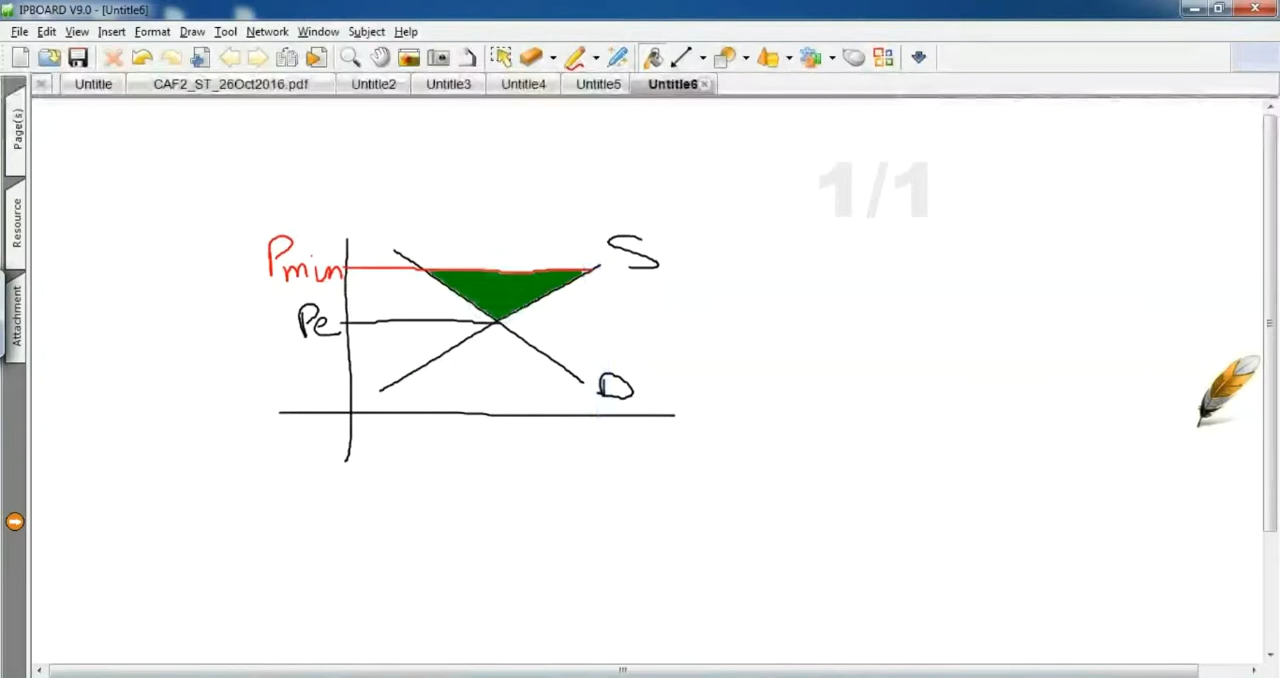 IPBOARD V9.0 - [Untitle6]
File Edit View Insert Format Draw Tool Network Window Subject Help
Untitle CAF2_ST_26Oct2016.pdf Untitle2 Untitle3 Untitle4 Untitle5 Untitle6
Page(s)
Resource
Attachment
1/1
Pmin
S
Pe
D